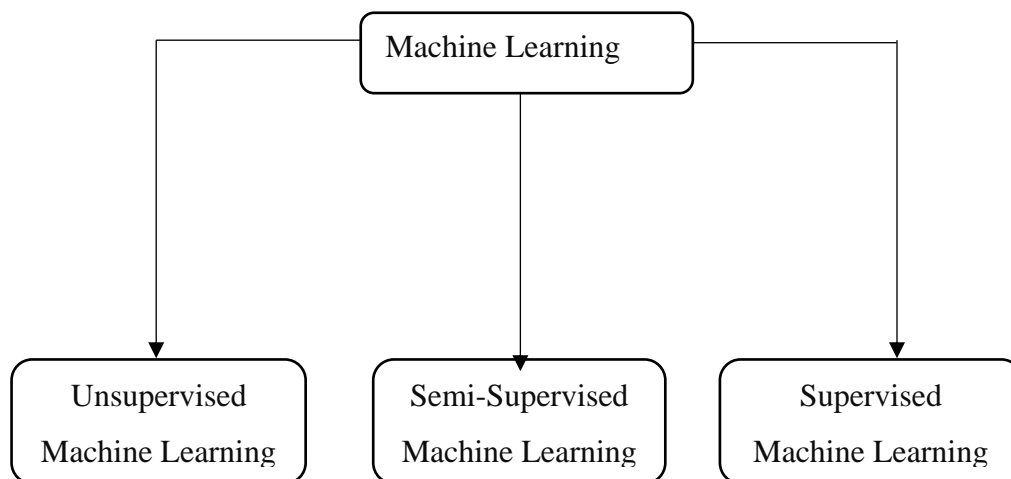 Machine Learning
Unsupervised
Machine Learning
Semi-Supervised
Machine Learning
Supervised
Machine Learning